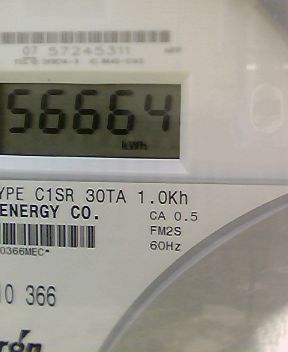 07 57245311
56664
kWh
YPE C1SR 30TA 1.0Kh
ENERGY CO.
CA 0.5
FM2S
60Hz
0366MEC*
10 366
rón